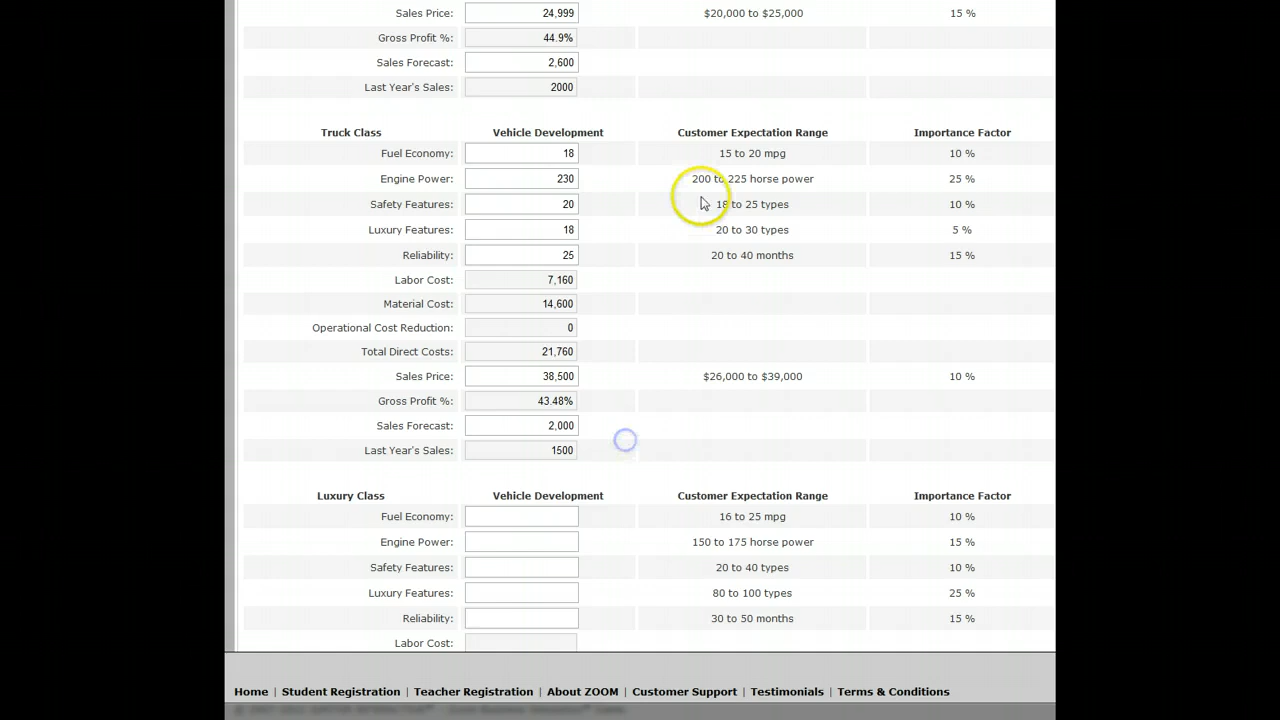 Sales Price: 24,999 $20,000 to $25,000 15 %
Gross Profit %: 44.9%
Sales Forecast: 2,600
Last Year's Sales: 2000
Truck Class Vehicle Development Customer Expectation Range Importance Factor
Fuel Economy: 18 15 to 20 mpg 10 %
Engine Power: 230 200 to 225 horse power 25 %
Safety Features: 20 18 to 25 types 10 %
Luxury Features: 18 20 to 30 types 5 %
Reliability: 25 20 to 40 months 15 %
Labor Cost: 7,160
Material Cost: 14,600
Operational Cost Reduction: 0
Total Direct Costs: 21,760
Sales Price: 38,500 $26,000 to $39,000 10 %
Gross Profit %: 43.48%
Sales Forecast: 2,000
Last Year's Sales: 1500
Luxury Class Vehicle Development Customer Expectation Range Importance Factor
Fuel Economy: 16 to 25 mpg 10 %
Engine Power: 150 to 175 horse power 15 %
Safety Features: 20 to 40 types 10 %
Luxury Features: 80 to 100 types 25 %
Reliability: 30 to 50 months 15 %
Labor Cost:
Home | Student Registration | Teacher Registration | About ZOOM | Customer Support | Testimonials | Terms & Conditions